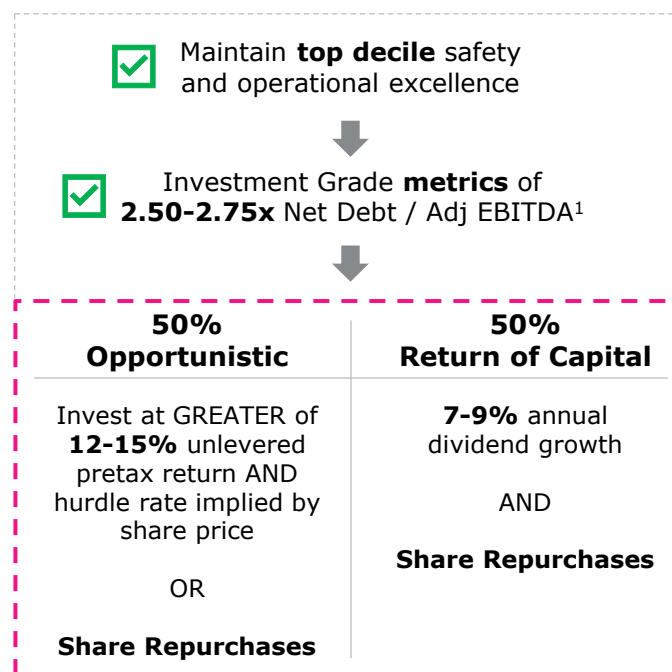 Maintain top decile safety
and operational excellence
Investment Grade metrics of
2.50-2.75x Net Debt / Adj EBITDA¹
50%
Opportunistic
Invest at GREATER of
12-15% unlevered
pretax return AND
hurdle rate implied by
share price
OR
Share Repurchases
50%
Return of Capital
7-9% annual
dividend growth
AND
Share Repurchases